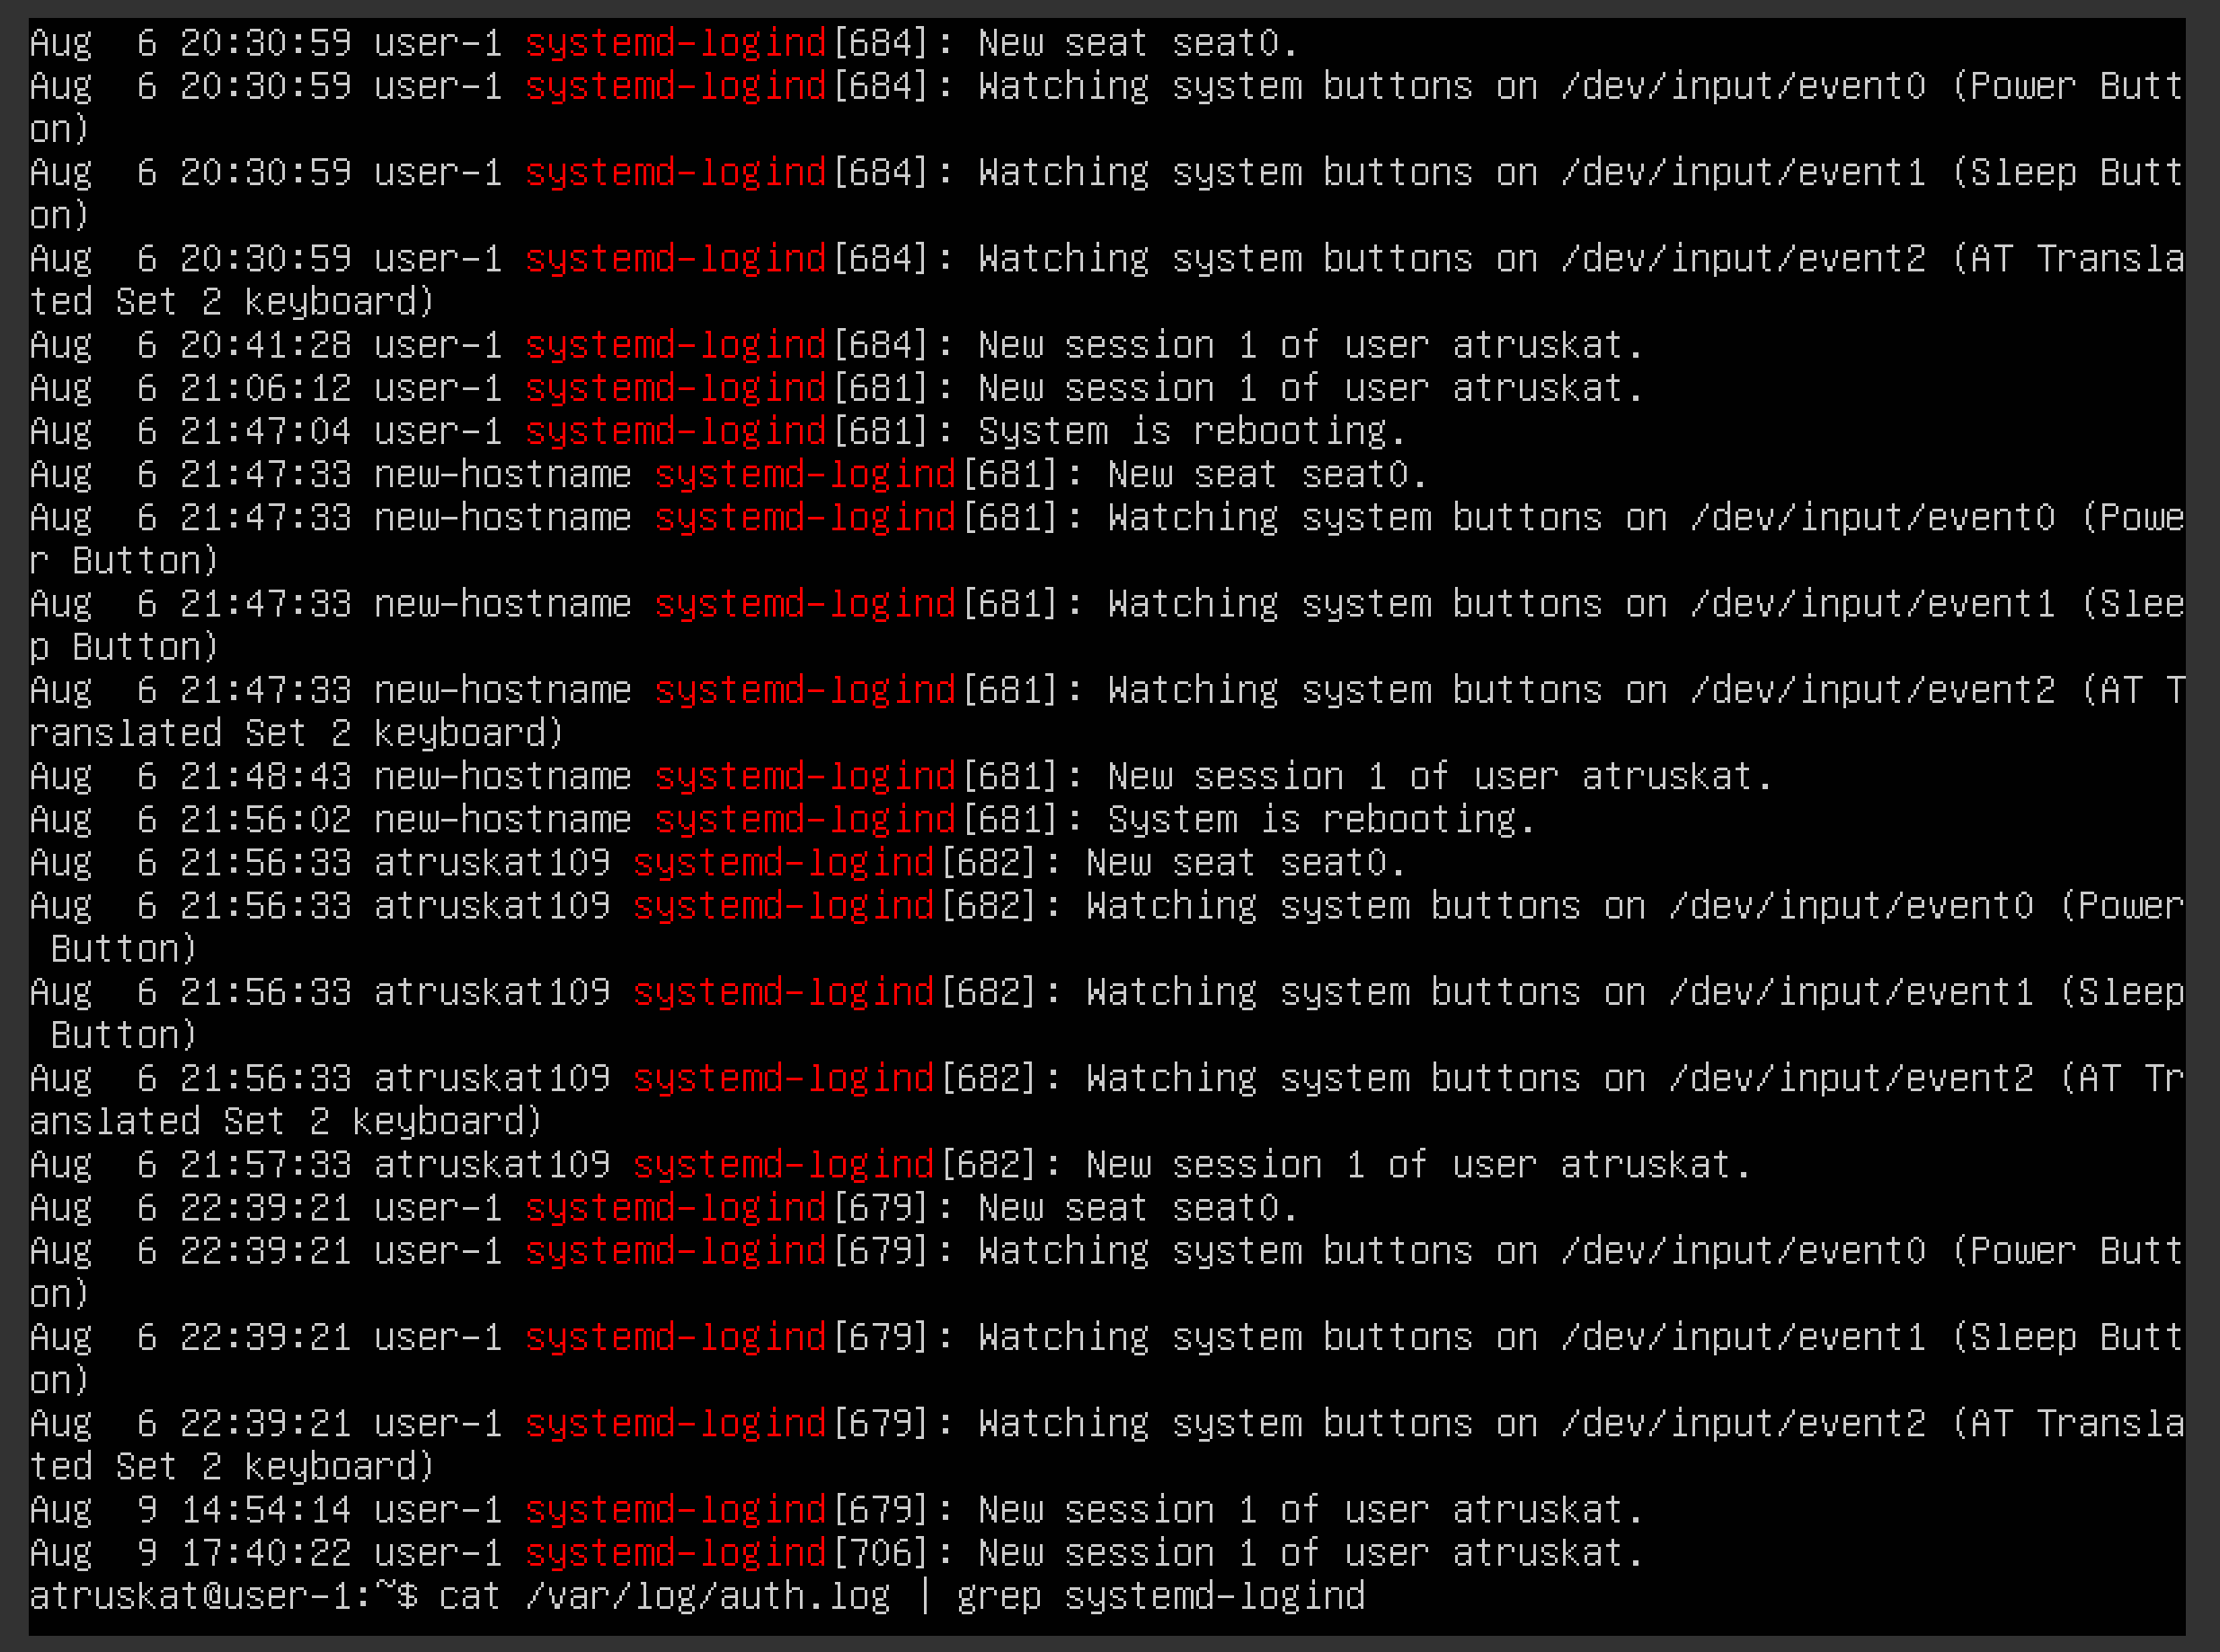 Aug  6 20:30:59 user-1 systemd-logind[684]: New seat seat0.
Aug  6 20:30:59 user-1 systemd-logind[684]: Watching system buttons on /dev/input/event0 (Power Butt
on)
Aug  6 20:30:59 user-1 systemd-logind[684]: Watching system buttons on /dev/input/event1 (Sleep Butt
on)
Aug  6 20:30:59 user-1 systemd-logind[684]: Watching system buttons on /dev/input/event2 (AT Transla
ted Set 2 keyboard)
Aug  6 20:41:28 user-1 systemd-logind[684]: New session 1 of user atruskat.
Aug  6 21:06:12 user-1 systemd-logind[681]: New session 1 of user atruskat.
Aug  6 21:47:04 user-1 systemd-logind[681]: System is rebooting.
Aug  6 21:47:33 new-hostname systemd-logind[681]: New seat seat0.
Aug  6 21:47:33 new-hostname systemd-logind[681]: Watching system buttons on /dev/input/event0 (Powe
r Button)
Aug  6 21:47:33 new-hostname systemd-logind[681]: Watching system buttons on /dev/input/event1 (Slee
p Button)
Aug  6 21:47:33 new-hostname systemd-logind[681]: Watching system buttons on /dev/input/event2 (AT T
ranslated Set 2 keyboard)
Aug  6 21:48:43 new-hostname systemd-logind[681]: New session 1 of user atruskat.
Aug  6 21:56:02 new-hostname systemd-logind[681]: System is rebooting.
Aug  6 21:56:33 atruskat109 systemd-logind[682]: New seat seat0.
Aug  6 21:56:33 atruskat109 systemd-logind[682]: Watching system buttons on /dev/input/event0 (Power
 Button)
Aug  6 21:56:33 atruskat109 systemd-logind[682]: Watching system buttons on /dev/input/event1 (Sleep
 Button)
Aug  6 21:56:33 atruskat109 systemd-logind[682]: Watching system buttons on /dev/input/event2 (AT Tr
anslated Set 2 keyboard)
Aug  6 21:57:33 atruskat109 systemd-logind[682]: New session 1 of user atruskat.
Aug  6 22:39:21 user-1 systemd-logind[679]: New seat seat0.
Aug  6 22:39:21 user-1 systemd-logind[679]: Watching system buttons on /dev/input/event0 (Power Butt
on)
Aug  6 22:39:21 user-1 systemd-logind[679]: Watching system buttons on /dev/input/event1 (Sleep Butt
on)
Aug  6 22:39:21 user-1 systemd-logind[679]: Watching system buttons on /dev/input/event2 (AT Transla
ted Set 2 keyboard)
Aug  9 14:54:14 user-1 systemd-logind[679]: New session 1 of user atruskat.
Aug  9 17:40:22 user-1 systemd-logind[706]: New session 1 of user atruskat.
atruskat@user-1:~$ cat /var/log/auth.log | grep systemd-logind